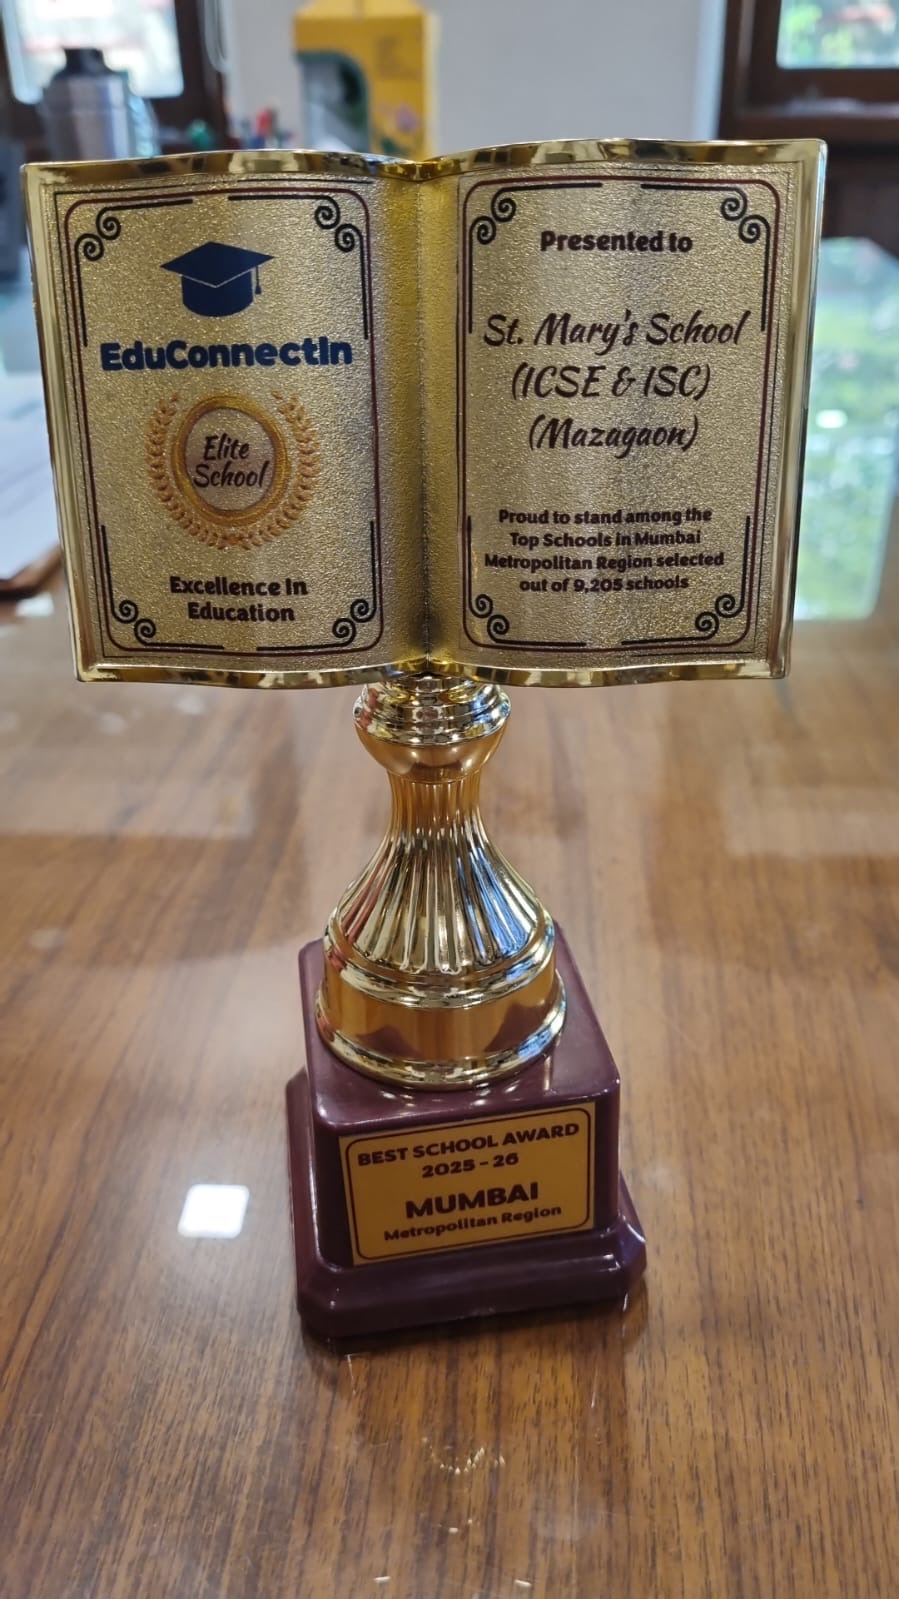 EduConnectIn
Elite
School
Excellence In
Education
Presented to
St. Mary's School
(ICSE & ISC)
(Mazagaon)
Proud to stand among the
Top Schools in Mumbai
Metropolitan Region selected
out of 9,205 schools
BEST SCHOOL AWARD
2025 - 26
MUMBAI
Metropolitan Region